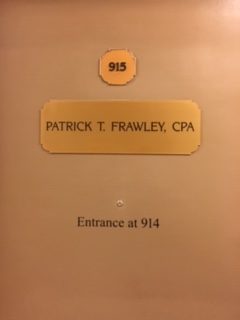 915
PATRICK T. FRAWLEY, CPA
Entrance at 914